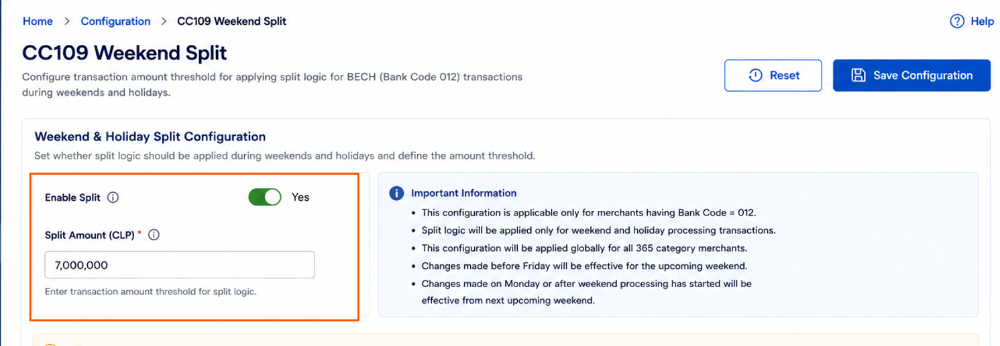 Home > Configuration > CC109 Weekend Split
Help
CC109 Weekend Split
Configure transaction amount threshold for applying split logic for BECH (Bank Code 012) transactions
during weekends and holidays.
Reset
Save Configuration
Weekend & Holiday Split Configuration
Set whether split logic should be applied during weekends and holidays and define the amount threshold.
Enable Split
Yes
Split Amount (CLP) *
7,000,000
Enter transaction amount threshold for split logic.
Important Information
• This configuration is applicable only for merchants having Bank Code = 012.
• Split logic will be applied only for weekend and holiday processing transactions.
• This configuration will be applied globally for all 365 category merchants.
• Changes made before Friday will be effective for the upcoming weekend.
• Changes made on Monday or after weekend processing has started will be
effective from next upcoming weekend.